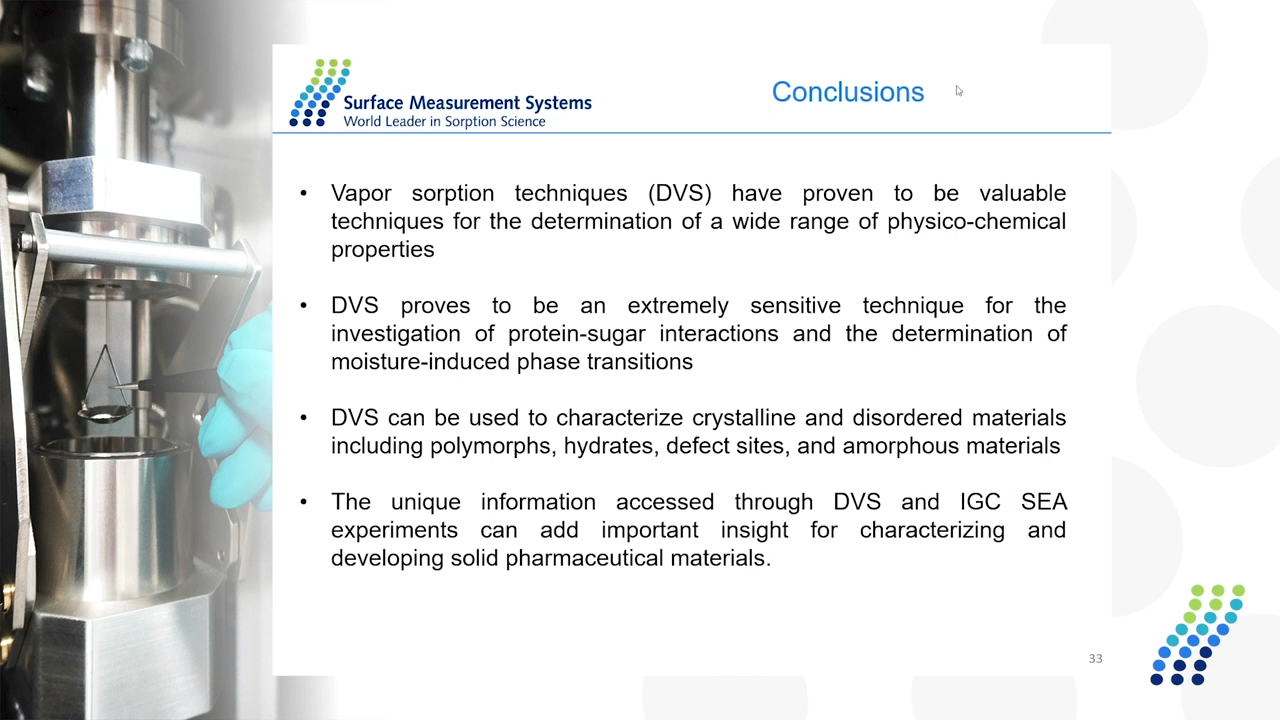 Surface Measurement Systems
World Leader in Sorption Science
Conclusions
• Vapor sorption techniques (DVS) have proven to be valuable
techniques for the determination of a wide range of physico-chemical
properties
• DVS proves to be an extremely sensitive technique for the
investigation of protein-sugar interactions and the determination of
moisture-induced phase transitions
• DVS can be used to characterize crystalline and disordered materials
including polymorphs, hydrates, defect sites, and amorphous materials
• The unique information accessed through DVS and IGC SEA
experiments can add important insight for characterizing and
developing solid pharmaceutical materials.
33